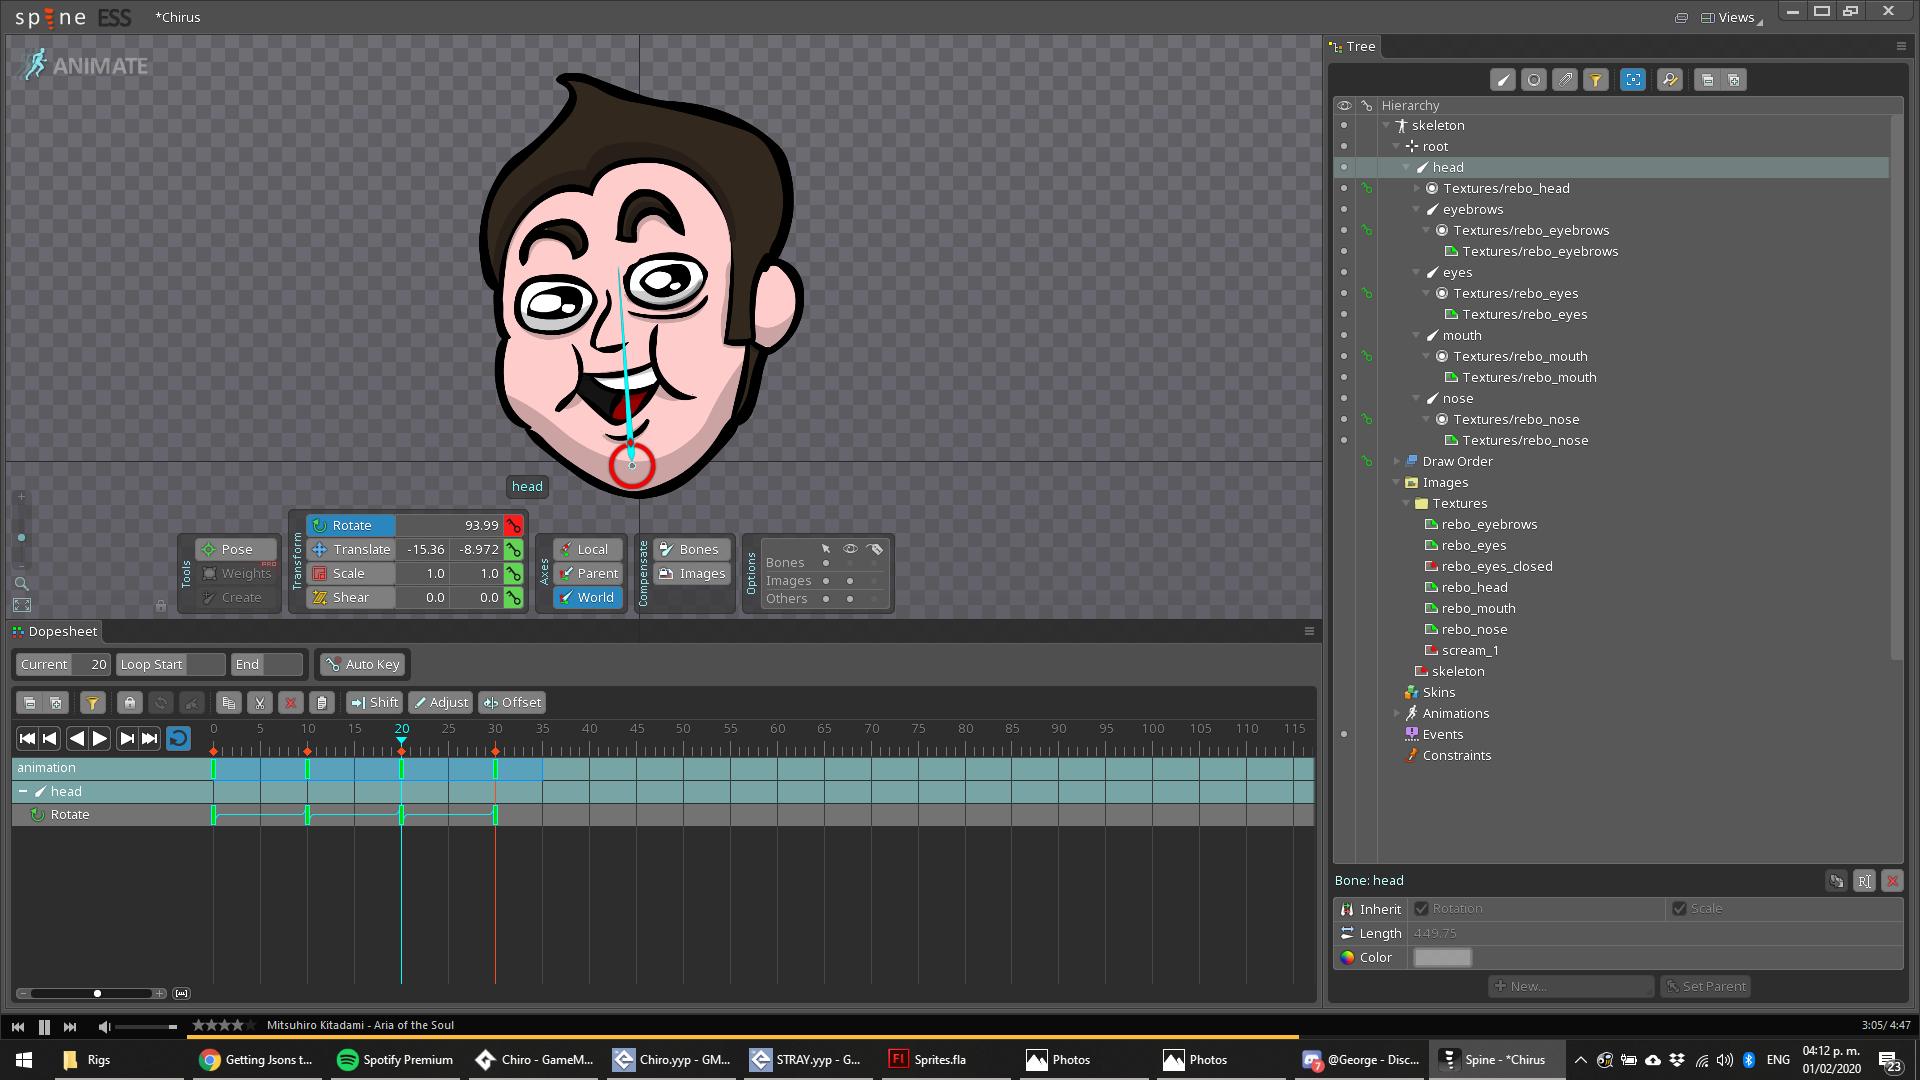 spine ESS
*Chirus
Views
ANIMATE
head
Tools
Pose
Weights
PRO
Create
Transform
Rotate 93.99
Translate -15.36 -8.972
Scale 1.0 1.0
Shear 0.0 0.0
Axes
Local
Parent
World
Compensate
Bones
Images
Options
Bones
Images
Others
Dopesheet
Current 20 Loop Start End Auto Key
Shift Adjust Offset
0 5 10 15 20 25 30 35 40 45 50 55 60 65 70 75 80 85 90 95 100 105 110 115
animation
head
Rotate
Tree
Hierarchy
skeleton
root
head
Textures/rebo_head
eyebrows
Textures/rebo_eyebrows
Textures/rebo_eyebrows
eyes
Textures/rebo_eyes
Textures/rebo_eyes
mouth
Textures/rebo_mouth
Textures/rebo_mouth
nose
Textures/rebo_nose
Textures/rebo_nose
Draw Order
Images
Textures
rebo_eyebrows
rebo_eyes
rebo_eyes_closed
rebo_head
rebo_mouth
rebo_nose
scream_1
skeleton
Skins
Animations
Events
Constraints
Bone: head
Inherit Rotation Scale
Length 449.75
Color
New... Set Parent
Mitsuhiro Kitadami - Aria of the Soul
3:05/ 4:47
Rigs
Getting Jsons t...
Spotify Premium
Chiro - GameM...
Chiro.yyp - GM...
STRAY.yyp - G...
Sprites.fla
Photos
Photos
@George - Disc...
Spine - *Chirus
ENG
04:12 p. m.
01/02/2020
23